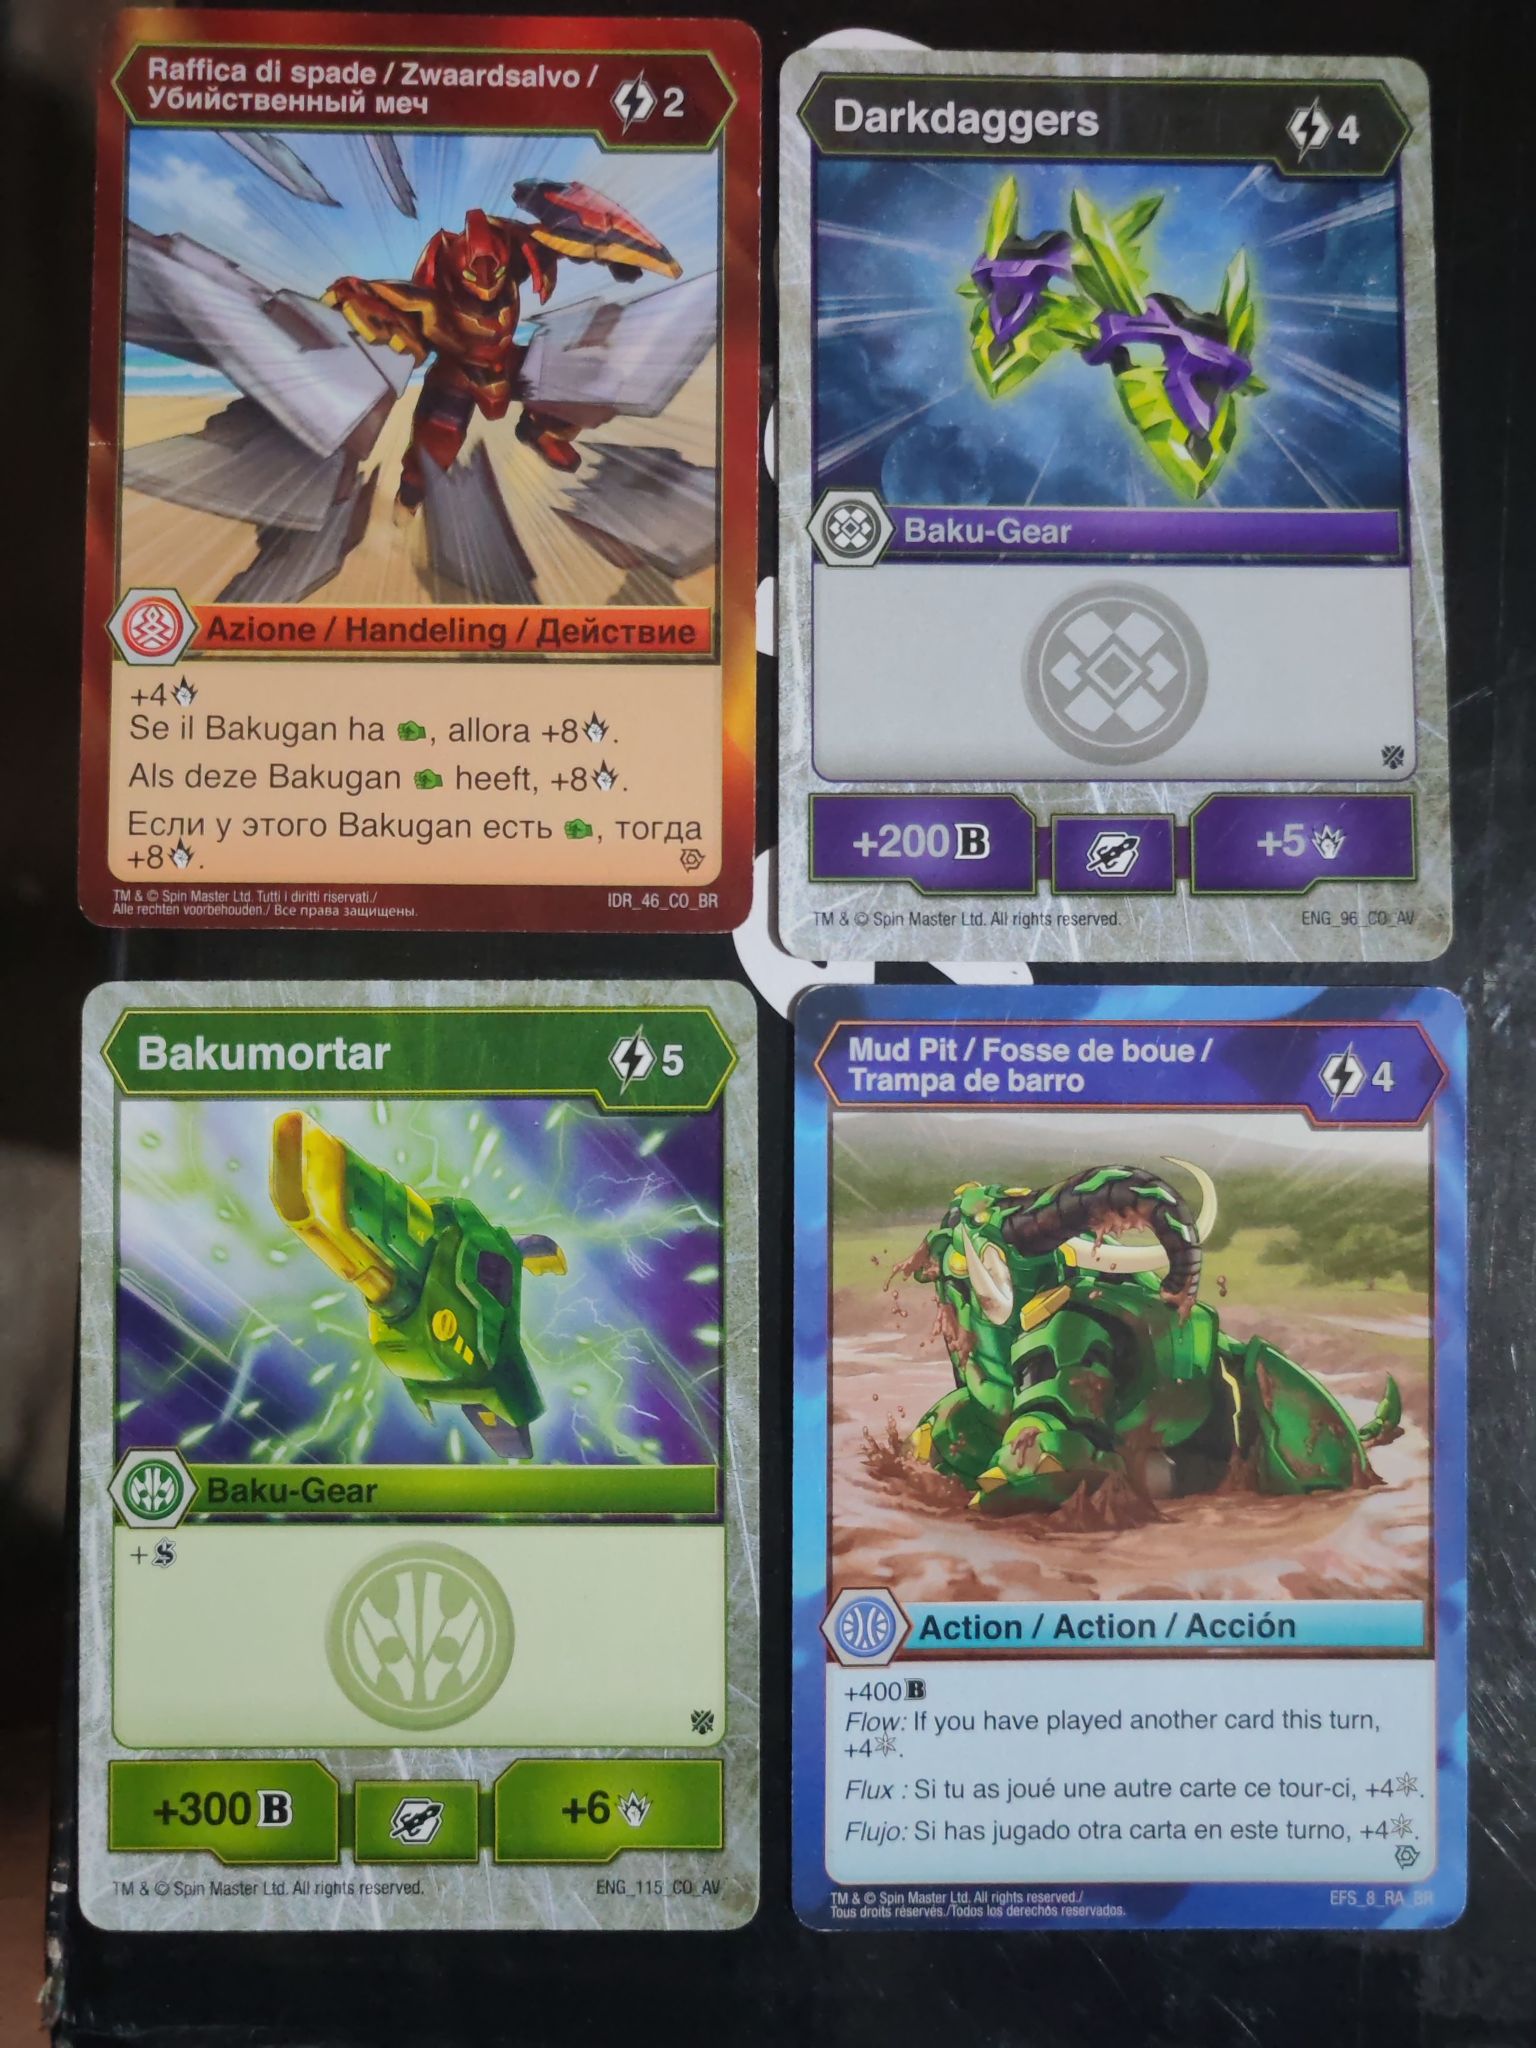 Raffica di spade / Zwaardsalvo /
Убийственный меч
2
Azione / Handeling / Действие
+4
Se il Bakugan ha , allora +8.
Als deze Bakugan heeft, +8.
Если у этого Bakugan есть , тогда
+8.
TM & © Spin Master Ltd. Tutti i diritti riservati./
Alle rechten voorbehouden./ Все права защищены.
IDR_46_CO_BR
Darkdaggers
4
Baku-Gear
+200 B
+5
TM & © Spin Master Ltd. All rights reserved.
ENG_96_CO_AV
Bakumortar
5
Baku-Gear
+ S
+300 B
+6
TM & © Spin Master Ltd. All rights reserved.
ENG_115_CO_AV
Mud Pit / Fosse de boue /
Trampa de barro
4
Action / Action / Acción
+400 B
Flow: If you have played another card this turn,
+4.
Flux : Si tu as joué une autre carte ce tour-ci, +4.
Flujo: Si has jugado otra carta en este turno, +4.
TM & © Spin Master Ltd. All rights reserved./
Tous droits réservés./Todos los derechos reservados.
EFS_8_RA_BR